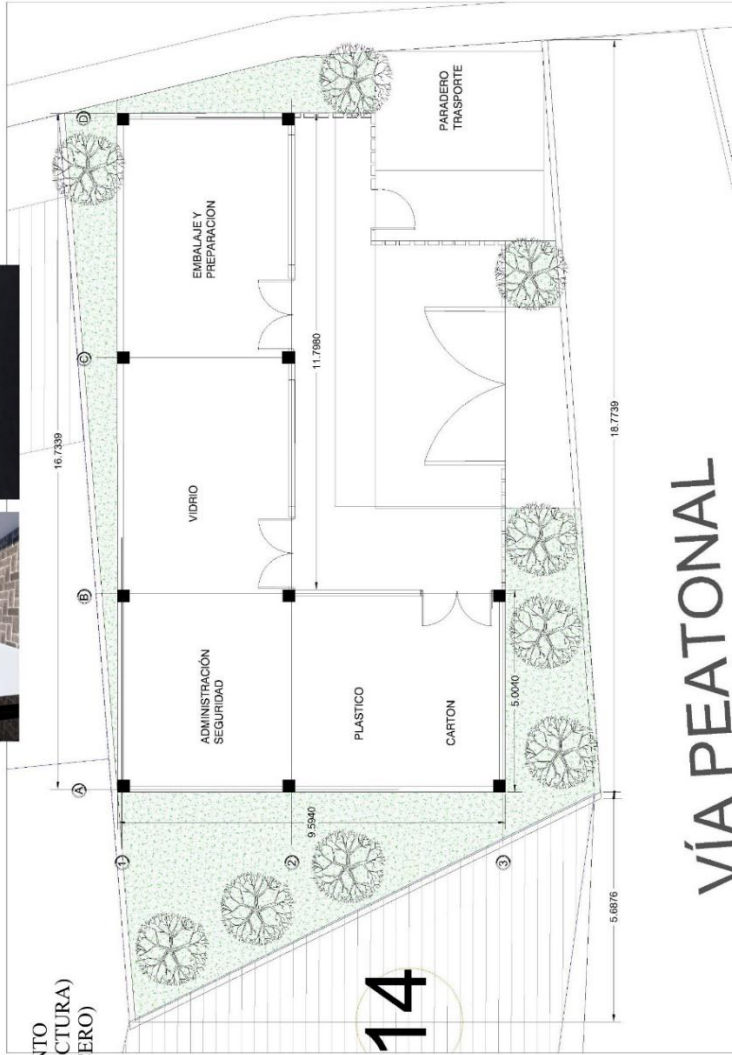 NTO
CTURA)
ERO)
14
VÍA PEATONAL
16.7339
A
B
C
D
1
2
3
ADMINISTRACIÓN
SEGURIDAD
VIDRIO
EMBALAJE Y
PREPARACION
PLASTICO
CARTON
PARADERO
TRASPORTE
11.7980
9.5940
5.0040
5.6876
18.7739